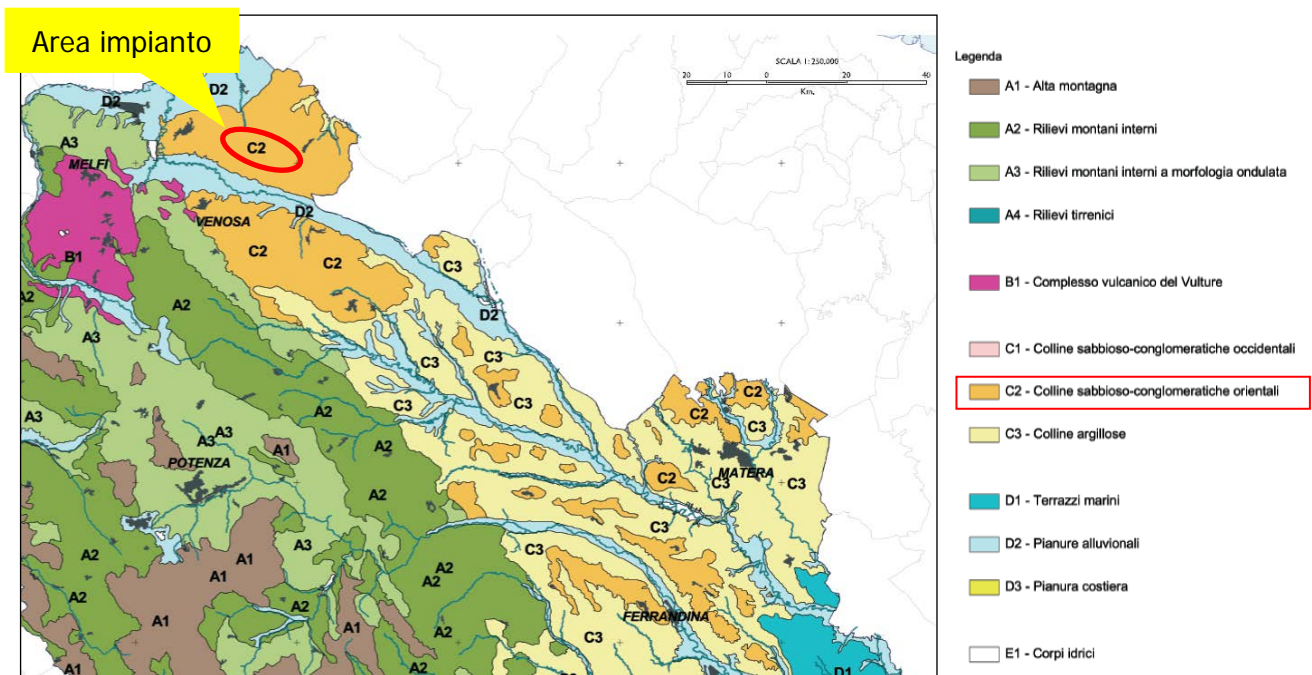 Area impianto
SCALA 1:250.000
20 10 0 20 40
Km.
D2
D2
A3
MELFI
C2
VENOSA
D2
C2
C2
C3
B1
A2
A2
D2
A3
C3
C3
C3
C3
A2
C2
C2
C3
A3
A3
A3
A1
C2
MATERA
C3
C3
POTENZA
A2
C3
A2
A3
C3
A1
A2
A2
A1
A2
A2
A1
A1
A2
FERRANDINA
C3
A1
A2
C3
D1
Legenda
A1 - Alta montagna
A2 - Rilievi montani interni
A3 - Rilievi montani interni a morfologia ondulata
A4 - Rilievi tirrenici
B1 - Complesso vulcanico del Vulture
C1 - Colline sabbioso-conglomeratiche occidentali
C2 - Colline sabbioso-conglomeratiche orientali
C3 - Colline argillose
D1 - Terrazzi marini
D2 - Pianure alluvionali
D3 - Pianura costiera
E1 - Corpi idrici